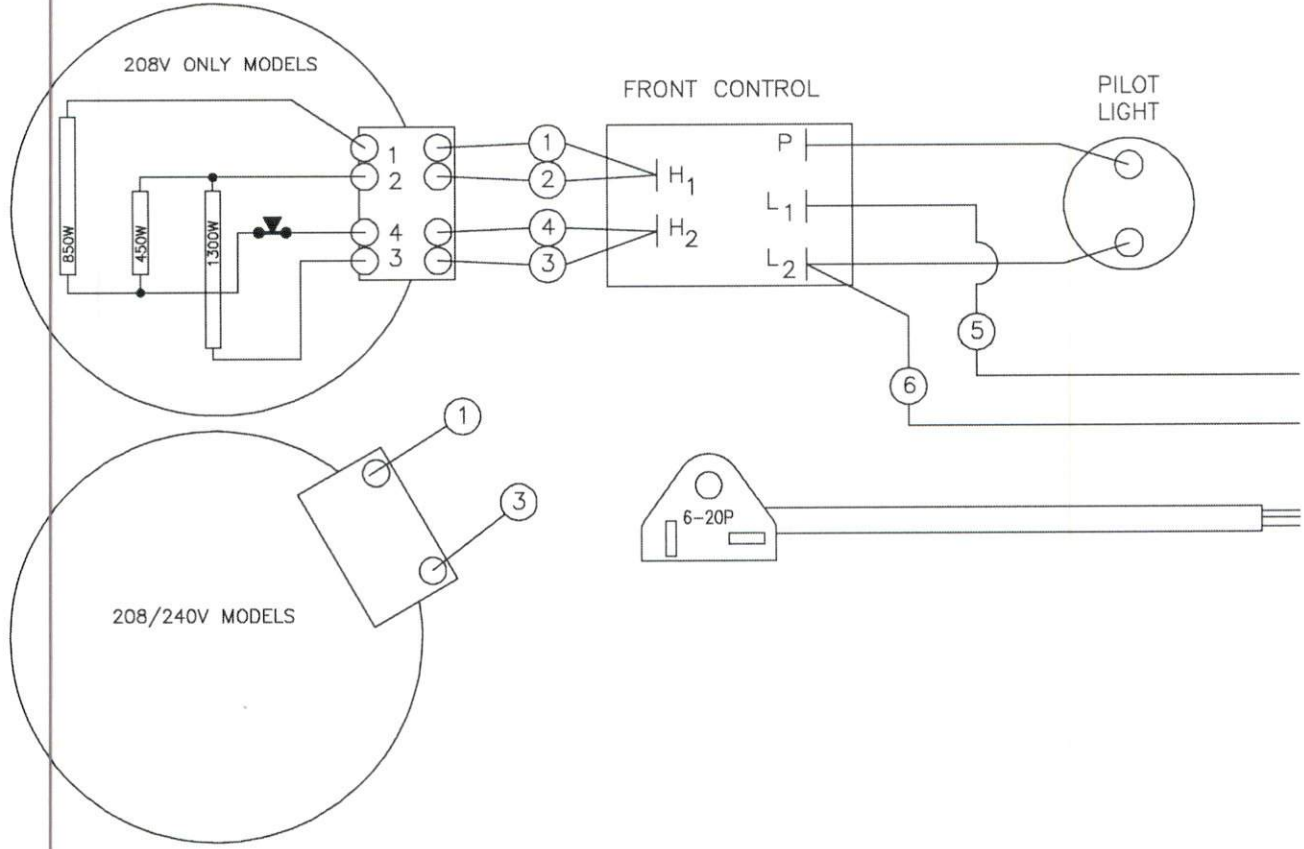 208V ONLY MODELS
850W
450W
1300W
1
2
4
3
1
2
4
3
FRONT CONTROL
H1
H2
P
L1
L2
PILOT
LIGHT
5
6
1
3
208/240V MODELS
6-20P